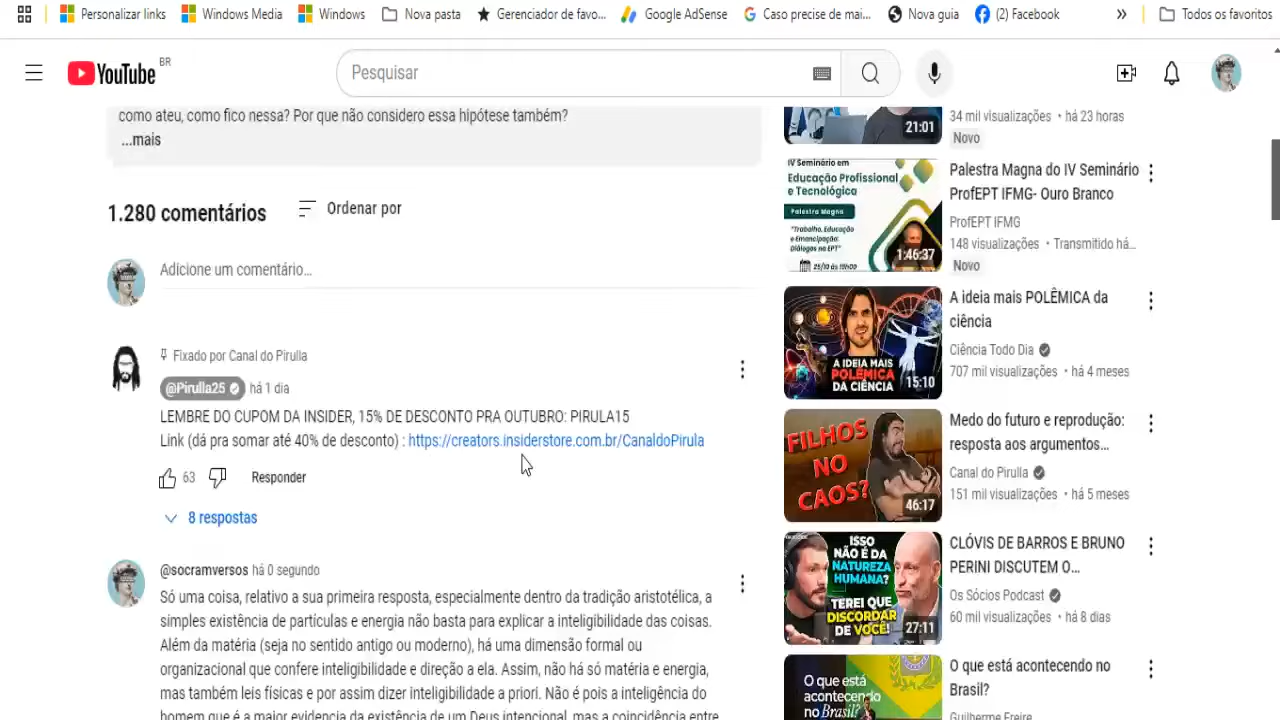 Personalizar links
Windows Media
Windows
Nova pasta
Gerenciador de favo...
Google AdSense
Caso precise de mai...
Nova guia
(2) Facebook
Todos os favoritos
YouTube BR
Pesquisar
como ateu, como fico nessa? Por que não considero essa hipótese também?
...mais
1.280 comentários
Ordenar por
Adicione um comentário...
Fixado por Canal do Pirulla
@Pirulla25 há 1 dia
LEMBRE DO CUPOM DA INSIDER, 15% DE DESCONTO PRA OUTUBRO: PIRULA15
Link (dá pra somar até 40% de desconto) : https://creators.insiderstore.com.br/CanaldoPirula
63
Responder
8 respostas
@socramversos há 0 segundo
Só uma coisa, relativo a sua primeira resposta, especialmente dentro da tradição aristotélica, a
simples existência de partículas e energia não basta para explicar a inteligibilidade das coisas.
Além da matéria (seja no sentido antigo ou moderno), há uma dimensão formal ou
organizacional que confere inteligibilidade e direção a ela. Assim, não há só matéria e energia,
mas também leis físicas e por assim dizer inteligibilidade a priori. Não é pois a inteligência do
homem que é a maior evidencia da existência de um Deus intencional, mas a coincidência entre
21:01
34 mil visualizações • há 23 horas
Novo
IV Seminário em
Educação Profissional
e Tecnológica
Palestra Magna
"Trabalho, Educação
e Emancipação:
Diálogos na EPT"
25/10 às 19h00
1:46:37
Palestra Magna do IV Seminário
ProfEPT IFMG- Ouro Branco
ProfEPT IFMG
148 visualizações • Transmitido há...
Novo
A IDEIA MAIS
POLÊMICA
DA CIÊNCIA
15:10
A ideia mais POLÊMICA da
ciência
Ciência Todo Dia
707 mil visualizações • há 4 meses
FILHOS
NO
CAOS?
46:17
Medo do futuro e reprodução:
resposta aos argumentos...
Canal do Pirulla
151 mil visualizações • há 5 meses
ISSO
NÃO É DA
NATUREZA
HUMANA?
TEREI QUE
DISCORDAR
DE VOCÊ!
27:11
CLÓVIS DE BARROS E BRUNO
PERINI DISCUTEM O...
Os Sócios Podcast
60 mil visualizações • há 8 dias
O que está
acontecendo
no Brasil?
O que está acontecendo no
Brasil?
Guilherme Freire